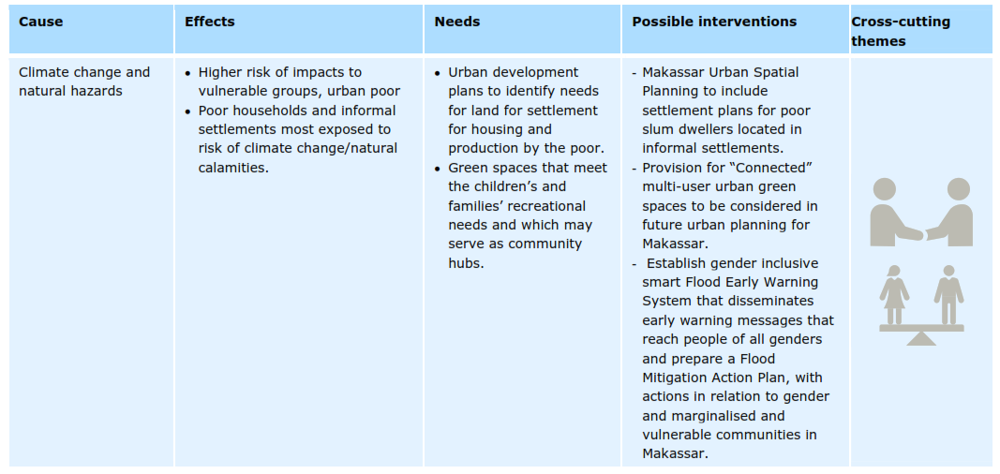 Cause
Effects
Needs
Possible interventions
Cross-cutting
themes
Climate change and
natural hazards
• Higher risk of impacts to
vulnerable groups, urban poor
• Poor households and informal
settlements most exposed to
risk of climate change/natural
calamities.
• Urban development
plans to identify needs
for land for settlement
for housing and
production by the poor.
• Green spaces that meet
the children's and
families' recreational
needs and which may
serve as community
hubs.
- Makassar Urban Spatial
Planning to include
settlement plans for poor
slum dwellers located in
informal settlements.
- Provision for “Connected”
multi-user urban green
spaces to be considered in
future urban planning for
Makassar.
- Establish gender inclusive
smart Flood Early Warning
System that disseminates
early warning messages that
reach people of all genders
and prepare a Flood
Mitigation Action Plan, with
actions in relation to gender
and marginalised and
vulnerable communities in
Makassar.